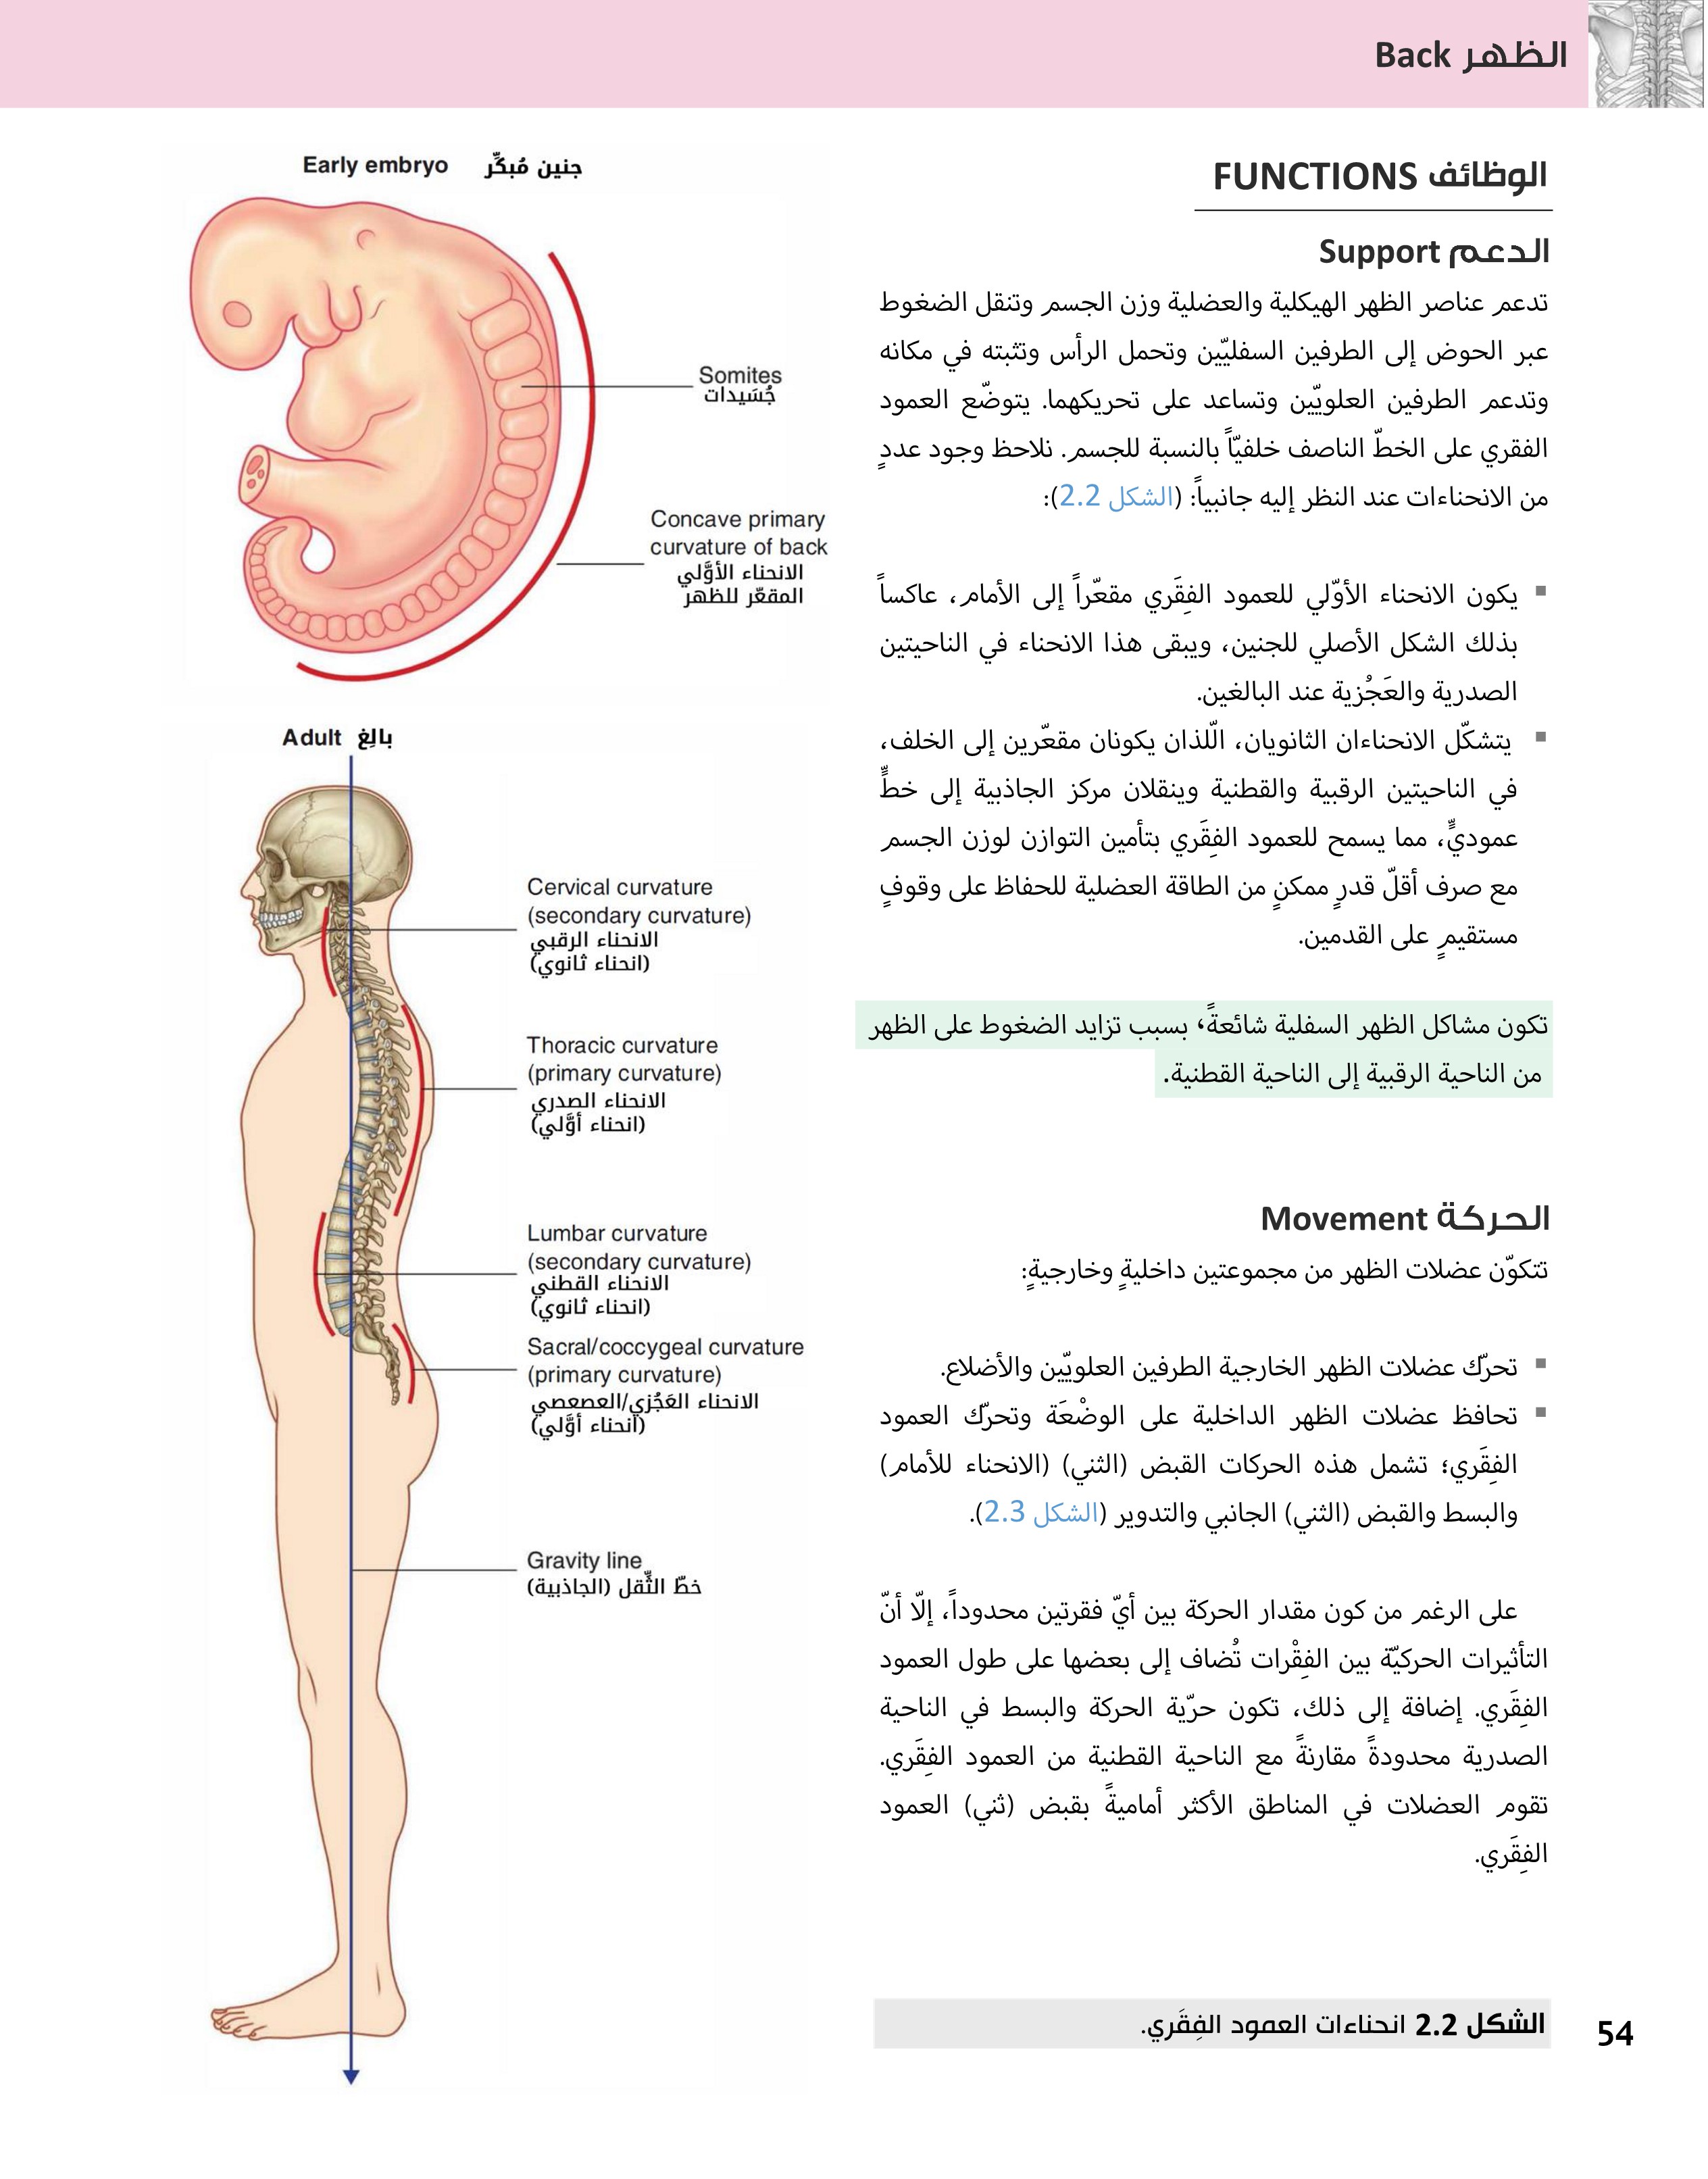 الظهر Back
الوظائف FUNCTIONS
الدعم Support
تدعم عناصر الظهر الهيكلية والعضلية وزن الجسم وتنقل الضغوط
عبر الحوض إلى الطرفين السفليّين وتحمل الرأس وتثبته في مكانه
وتدعم الطرفين العلويّين وتساعد على تحريكهما. يتوضّع العمود
الفقري على الخطّ الناصف خلفيّاً بالنسبة للجسم. نلاحظ وجود عددٍ
من الانحناءات عند النظر إليه جانبياً: (الشكل 2.2):
▪ يكون الانحناء الأوّلي للعمود الفِقَري مقعّراً إلى الأمام، عاكساً
بذلك الشكل الأصلي للجنين، ويبقى هذا الانحناء في الناحيتين
الصدرية والعَجُزية عند البالغين.
▪ يتشكّل الانحناءان الثانويان، الّلذان يكونان مقعّرين إلى الخلف،
في الناحيتين الرقبية والقطنية وينقلان مركز الجاذبية إلى خطٍّ
عموديٍّ، مما يسمح للعمود الفِقَري بتأمين التوازن لوزن الجسم
مع صرف أقلّ قدرٍ ممكنٍ من الطاقة العضلية للحفاظ على وقوفٍ
مستقيمٍ على القدمين.
تكون مشاكل الظهر السفلية شائعةً، بسبب تزايد الضغوط على الظهر
من الناحية الرقبية إلى الناحية القطنية.
الحركة Movement
تتكوّن عضلات الظهر من مجموعتين داخليةٍ وخارجيةٍ:
▪ تحرّك عضلات الظهر الخارجية الطرفين العلويّين والأضلاع.
▪ تحافظ عضلات الظهر الداخلية على الوضْعَة وتحرّك العمود
الفِقَري؛ تشمل هذه الحركات القبض (الثني) (الانحناء للأمام)
والبسط والقبض (الثني) الجانبي والتدوير (الشكل 2.3).
على الرغم من كون مقدار الحركة بين أيّ فقرتين محدوداً، إلّا أنّ
التأثيرات الحركيّة بين الفِقْرات تُضاف إلى بعضها على طول العمود
الفِقَري. إضافة إلى ذلك، تكون حرّية الحركة والبسط في الناحية
الصدرية محدودةً مقارنةً مع الناحية القطنية من العمود الفِقَري.
تقوم العضلات في المناطق الأكثر أماميةً بقبض (ثني) العمود
الفِقَري.
Early embryo جنين مُبكِّر
Somites
جُسَيدات
Concave primary
curvature of back
الانحناء الأوَّلي
المقعّر للظهر
Adult بالِغ
Cervical curvature
(secondary curvature)
الانحناء الرقبي
(انحناء ثانوي)
Thoracic curvature
(primary curvature)
الانحناء الصدري
(انحناء أوَّلي)
Lumbar curvature
(secondary curvature)
الانحناء القطني
(انحناء ثانوي)
Sacral/coccygeal curvature
(primary curvature)
الانحناء العَجُزي/العصعصي
(انحناء أوَّلي)
Gravity line
خطّ الثِّقل (الجاذبية)
الشكل 2.2 انحناءات العمود الفِقَري.
54